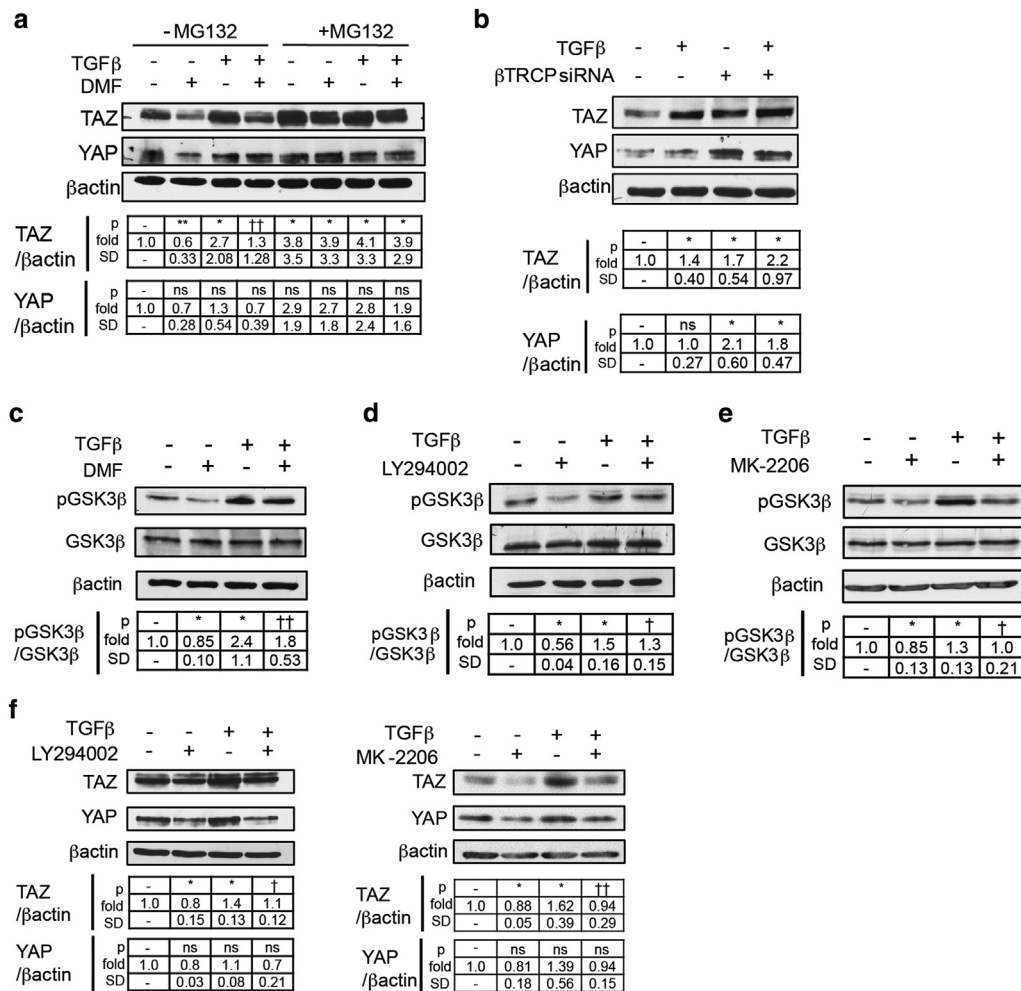 a
- MG132 +MG132
TGFβ - - + + - - + +
DMF - + - + - + - +
TAZ
YAP
βactin
TAZ /βactin
p - ** * †† * * * *
fold 1.0 0.6 2.7 1.3 3.8 3.9 4.1 3.9
SD - 0.33 2.08 1.28 3.5 3.3 3.3 2.9
YAP /βactin
p - ns ns ns ns ns ns ns
fold 1.0 0.7 1.3 0.7 2.9 2.7 2.8 1.9
SD - 0.28 0.54 0.39 1.9 1.8 2.4 1.6
b
TGFβ - + - +
βTRCP siRNA - - + +
TAZ
YAP
βactin
TAZ /βactin
p - * * *
fold 1.0 1.4 1.7 2.2
SD - 0.40 0.54 0.97
YAP /βactin
p - ns * *
fold 1.0 1.0 2.1 1.8
SD - 0.27 0.60 0.47
c
TGFβ - - + +
DMF - + - +
pGSK3β
GSK3β
βactin
pGSK3β /GSK3β
p - * * ††
fold 1.0 0.85 2.4 1.8
SD - 0.10 1.1 0.53
d
TGFβ - - + +
LY294002 - + - +
pGSK3β
GSK3β
βactin
pGSK3β /GSK3β
p - * * †
fold 1.0 0.56 1.5 1.3
SD - 0.04 0.16 0.15
e
TGFβ - - + +
MK-2206 - + - +
pGSK3β
GSK3β
βactin
pGSK3β /GSK3β
p - * * †
fold 1.0 0.85 1.3 1.0
SD - 0.13 0.13 0.21
f
TGFβ - - + +
LY294002 - + - +
TAZ
YAP
βactin
TAZ /βactin
p - * * †
fold 1.0 0.8 1.4 1.1
SD - 0.15 0.13 0.12
YAP /βactin
p - ns ns ns
fold 1.0 0.8 1.1 0.7
SD - 0.03 0.08 0.21
TGFβ - - + +
MK -2206 - + - +
TAZ
YAP
βactin
TAZ /βactin
p - * * ††
fold 1.0 0.88 1.62 0.94
SD - 0.05 0.39 0.29
YAP /βactin
p - ns ns ns
fold 1.0 0.81 1.39 0.94
SD - 0.18 0.56 0.15